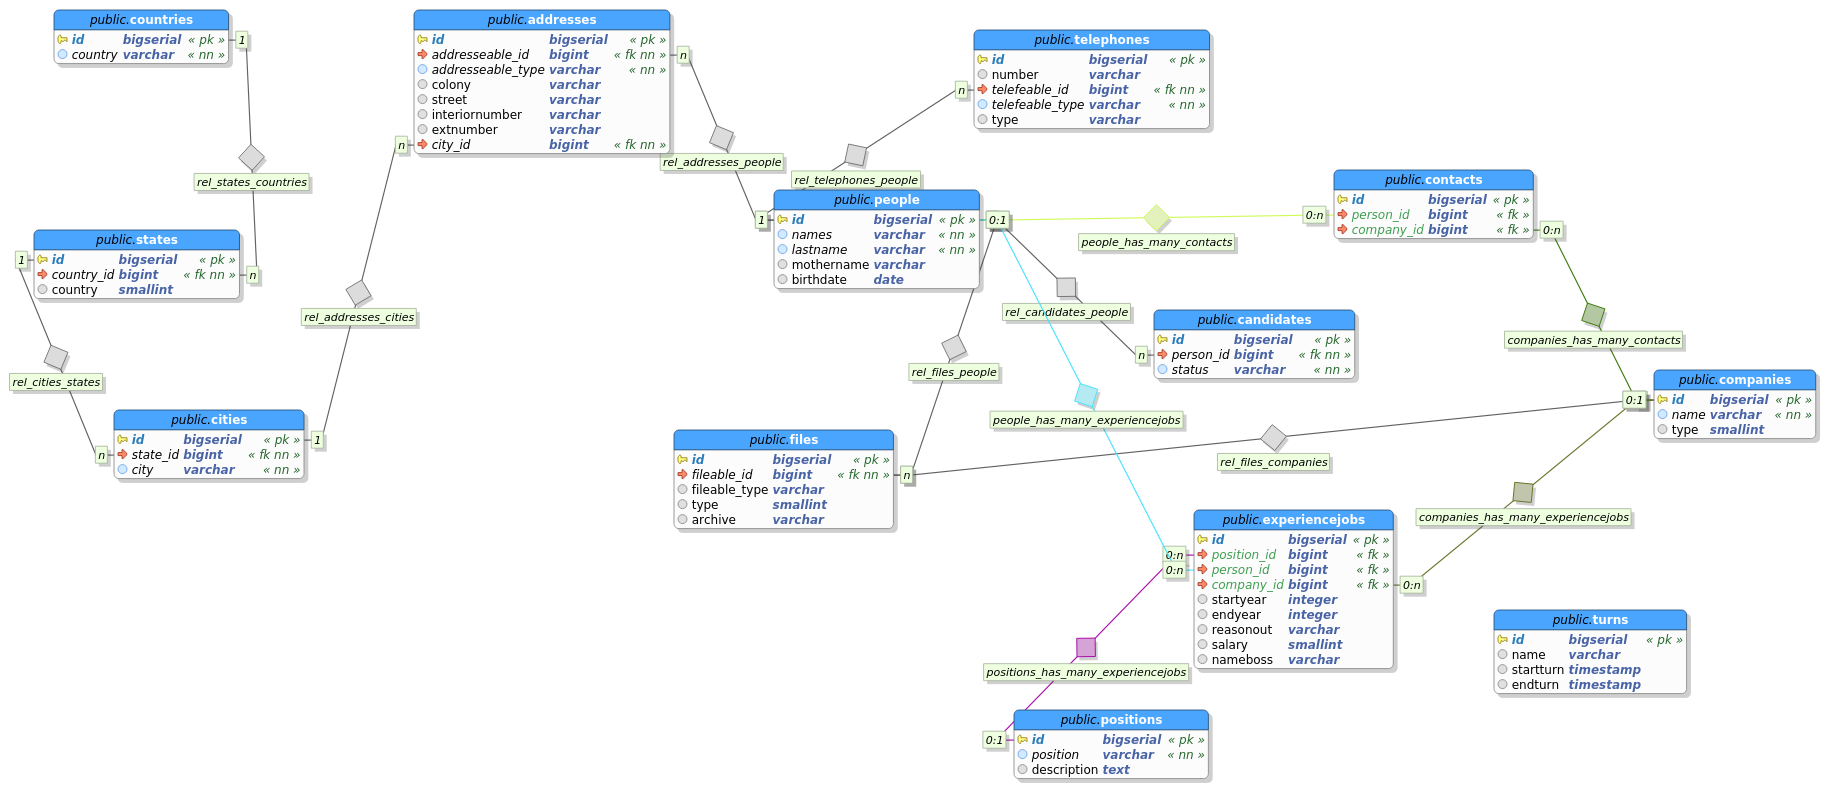 public.countries
id bigserial « pk »
country varchar « nn »
1
rel_states_countries
n
public.states
id bigserial « pk »
country_id bigint « fk nn »
country smallint
1
rel_cities_states
n
public.cities
id bigserial « pk »
state_id bigint « fk nn »
city varchar « nn »
1
rel_addresses_cities
n
public.addresses
id bigserial « pk »
addresseable_id bigint « fk nn »
addresseable_type varchar « nn »
colony varchar
street varchar
interiornumber varchar
extnumber varchar
city_id bigint « fk nn »
n
rel_addresses_people
1
public.telephones
id bigserial « pk »
number varchar
telefeable_id bigint « fk nn »
telefeable_type varchar « nn »
type varchar
n
rel_telephones_people
public.people
id bigserial « pk »
names varchar « nn »
lastname varchar « nn »
mothername varchar
birthdate date
0:1
people_has_many_contacts
0:n
public.contacts
id bigserial « pk »
person_id bigint « fk »
company_id bigint « fk »
0:n
companies_has_many_contacts
0:1
rel_candidates_people
n
public.candidates
id bigserial « pk »
person_id bigint « fk nn »
status varchar « nn »
public.companies
id bigserial « pk »
name varchar « nn »
type smallint
rel_files_people
people_has_many_experiencejobs
public.files
id bigserial « pk »
fileable_id bigint « fk nn »
fileable_type varchar
type smallint
archive varchar
n
rel_files_companies
companies_has_many_experiencejobs
public.experiencejobs
id bigserial « pk »
position_id bigint « fk »
person_id bigint « fk »
company_id bigint « fk »
startyear integer
endyear integer
reasonout varchar
salary smallint
nameboss varchar
0:n
0:n
0:n
positions_has_many_experiencejobs
0:1
public.positions
id bigserial « pk »
position varchar « nn »
description text
public.turns
id bigserial « pk »
name varchar
startturn timestamp
endturn timestamp